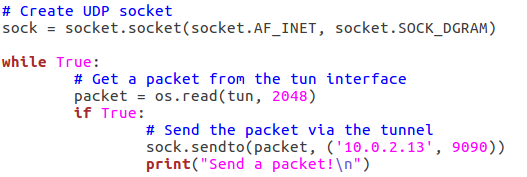 # Create UDP socket
sock = socket.socket(socket.AF_INET, socket.SOCK_DGRAM)
while True:
# Get a packet from the tun interface
packet = os.read(tun, 2048)
if True:
# Send the packet via the tunnel
sock.sendto(packet, ('10.0.2.13', 9090))
print("Send a packet!\n")